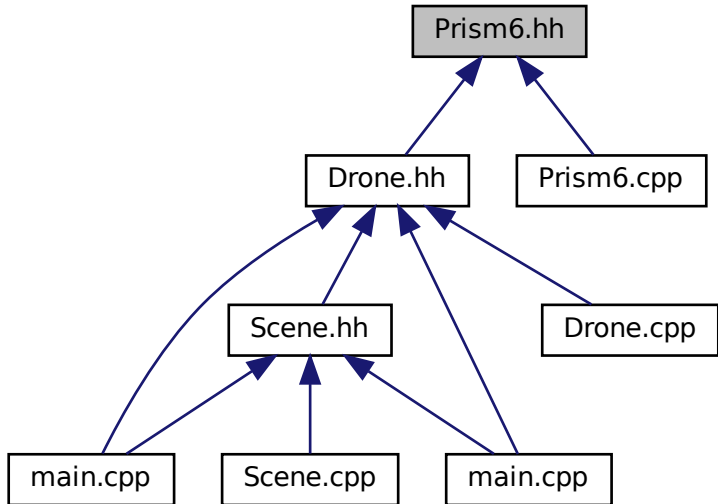 Prism6.hh
Drone.hh
Prism6.cpp
Scene.hh
Drone.cpp
main.cpp
Scene.cpp
main.cpp